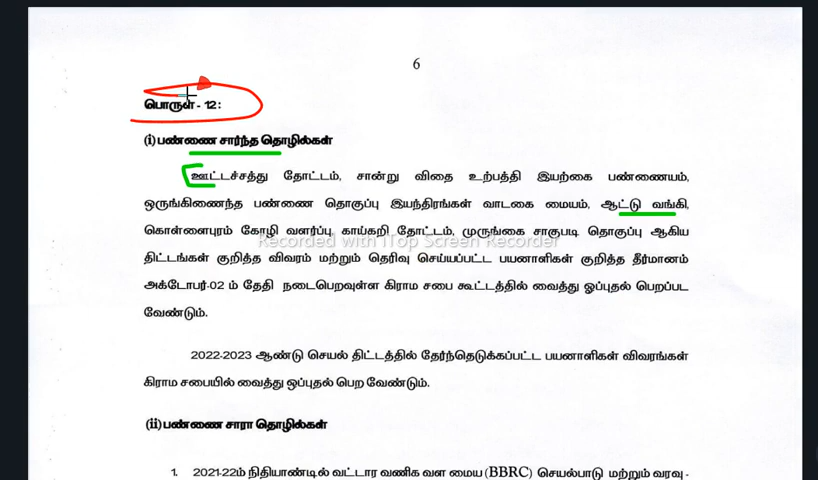 6
பொருள் - 12:
(i) பண்ணை சார்ந்த தொழில்கள்
ஊட்டச்சத்து தோட்டம், சான்று விதை உற்பத்தி இயற்கை பண்ணையம்,
ஒருங்கிணைந்த பண்ணை தொகுப்பு இயந்திரங்கள் வாடகை மையம், ஆட்டு வங்கி,
கொள்ளைபுரம் கோழி வளர்ப்பு, காய்கறி தோட்டம், முருங்கை சாகுபடி தொகுப்பு ஆகிய
Recorded with iTop Screen Recorder
திட்டங்கள் குறித்த விவரம் மற்றும் தெரிவு செய்யப்பட்ட பயனாளிகள் குறித்த தீர்மானம்
அக்டோபர்-02 ம் தேதி நடைபெறவுள்ள கிராம சபை கூட்டத்தில் வைத்து ஒப்புதல் பெறப்பட
வேண்டும்.
2022-2023 ஆண்டு செயல் திட்டத்தில் தேர்ந்தெடுக்கப்பட்ட பயனாளிகள் விவரங்கள்
கிராம சபையில் வைத்து ஒப்புதல் பெற வேண்டும்.
(ii) பண்ணை சாரா தொழில்கள்
1. 2021-22ம் நிதியாண்டில் வட்டார வணிக வள மைய (BBRC) செயல்பாடு மற்றும் வரவு -